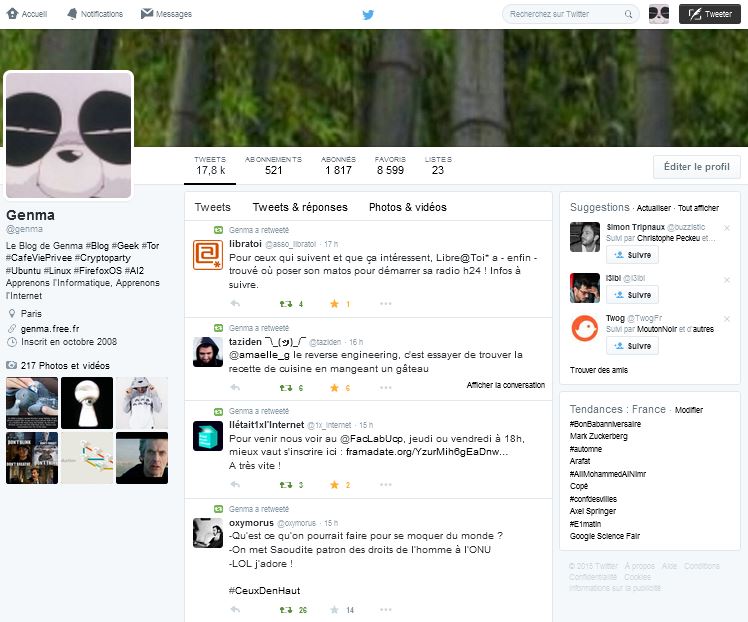 Accueil Notifications Messages Recherchez sur Twitter Tweeter
TWEETS ABONNEMENTS ABONNÉS FAVORIS LISTES
17,8 k 521 1 817 8 599 23
Éditer le profil
Genma
@genma
Le Blog de Genma #Blog #Geek #Tor
#CafeViePrivee #Cryptoparty
#Ubuntu #Linux #FirefoxOS #AI2
Apprenons l'Informatique, Apprenons
l'Internet
Paris
genma.free.fr
Inscrit en octobre 2008
217 Photos et vidéos
DON'T BLINK
Tweets Tweets & réponses Photos & vidéos
Genma a retweeté
libratoi @asso_libratoi · 17 h
Pour ceux qui suivent et que ça intéressent, Libre@Toi* a - enfin -
trouvé où poser son matos pour démarrer sa radio h24 ! Infos à
suivre.
4 1
Genma a retweeté
taziden ¯\_(ツ)_/¯ @taziden · 16 h
@amaelle_g le reverse engineering, c'est essayer de trouver la
recette de cuisine en mangeant un gâteau
6 6 Afficher la conversation
Genma a retweeté
Ilétait1xl'Internet @1x_Internet · 15 h
Pour venir nous voir au @FacLabUcp, jeudi ou vendredi à 18h,
mieux vaut s'inscrire ici : framadate.org/YzurMih6gEaDnw...
A très vite !
3 2
Genma a retweeté
oxymorus @oxymorus · 15 h
-Qu'est ce qu'on pourrait faire pour se moquer du monde ?
-On met Saoudite patron des droits de l'homme à l'ONU
-LOL j'adore !
#CeuxDenHaut
26 14
Suggestions · Actualiser · Tout afficher
$imon Tripnaux @buzzistic
Suivi par Christophe Peckeu et...
Suivre
l3lbl @l3lbl
Suivre
Twog @TwogFr
Suivi par MoutonNoir et d'autres
Suivre
Trouver des amis
Tendances : France · Modifier
#BonBabanniversaire
Mark Zuckerberg
#automne
Arafat
#AliMohammedAlNimr
Copé
#confdesvilles
Axel Springer
#E1matin
Google Science Fair
© 2015 Twitter À propos Aide Conditions
Confidentialité Cookies
Informations sur la publicité